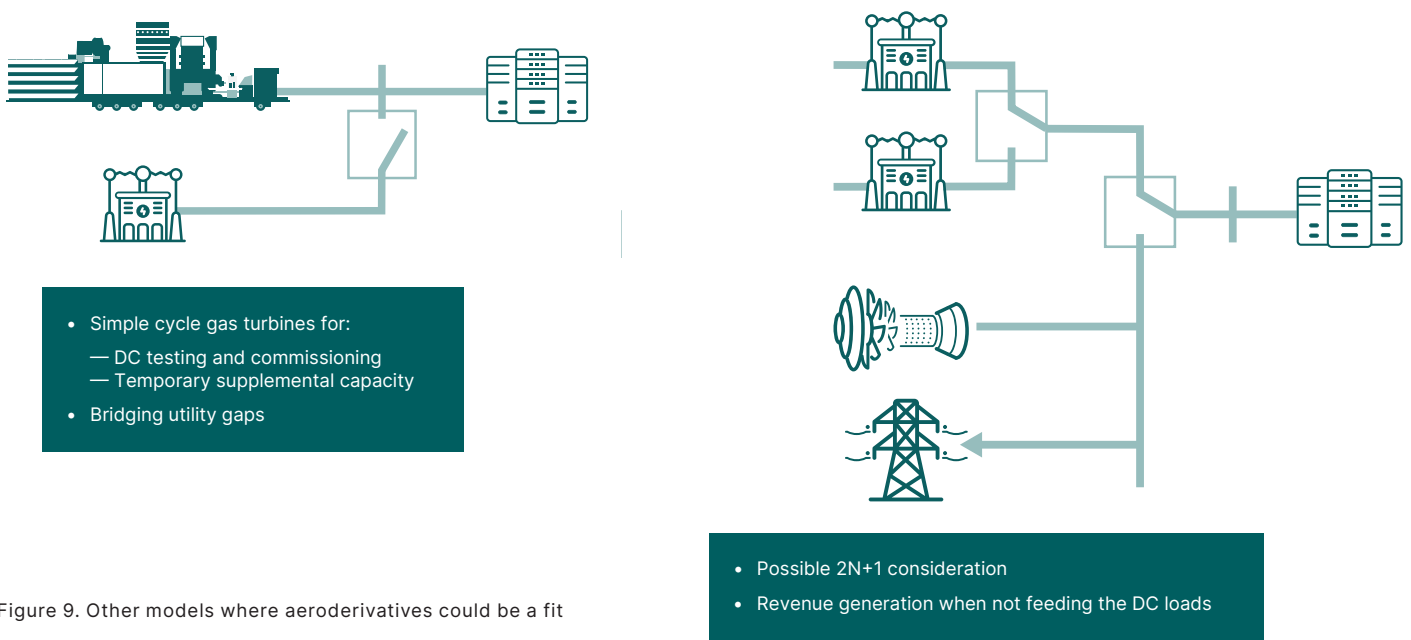 • Simple cycle gas turbines for:
— DC testing and commissioning
— Temporary supplemental capacity
• Bridging utility gaps
• Possible 2N+1 consideration
• Revenue generation when not feeding the DC loads
Figure 9. Other models where aeroderivatives could be a fit